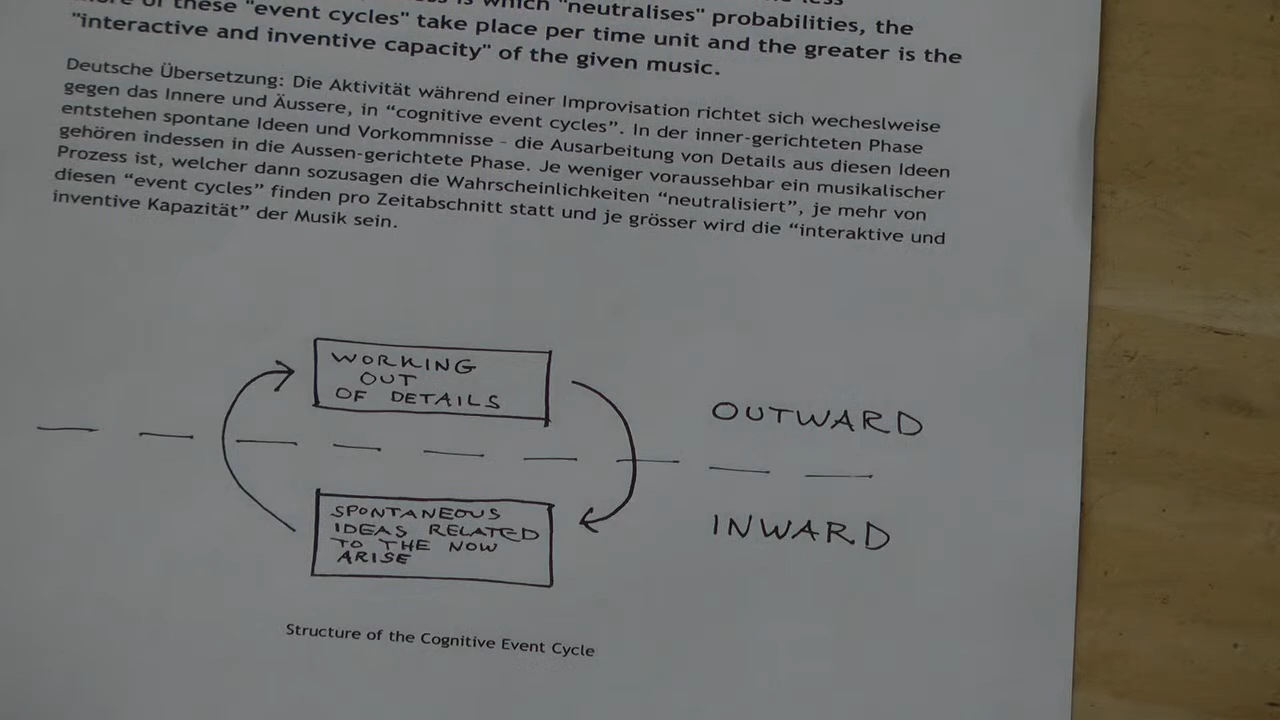 "neutralises" probabilities, the
"event cycles" take place per time unit and the greater is the
"interactive and inventive capacity" of the given music.
Deutsche Übersetzung: Die Aktivität während einer Improvisation richtet sich wecheslweise
gegen das Innere und Äussere, in “cognitive event cycles”. In der inner-gerichteten Phase
entstehen spontane Ideen und Vorkommnisse - die Ausarbeitung von Details aus diesen Ideen
gehören indessen in die Aussen-gerichtete Phase. Je weniger voraussehbar ein musikalischer
Prozess ist, welcher dann sozusagen die Wahrscheinlichkeiten “neutralisiert”, je mehr von
diesen “event cycles” finden pro Zeitabschnitt statt und je grösser wird die “interaktive und
inventive Kapazität” der Musik sein.
WORKING
OUT
OF DETAILS
OUTWARD
SPONTANEOUS
IDEAS RELATED
TO THE NOW
ARISE
INWARD
Structure of the Cognitive Event Cycle